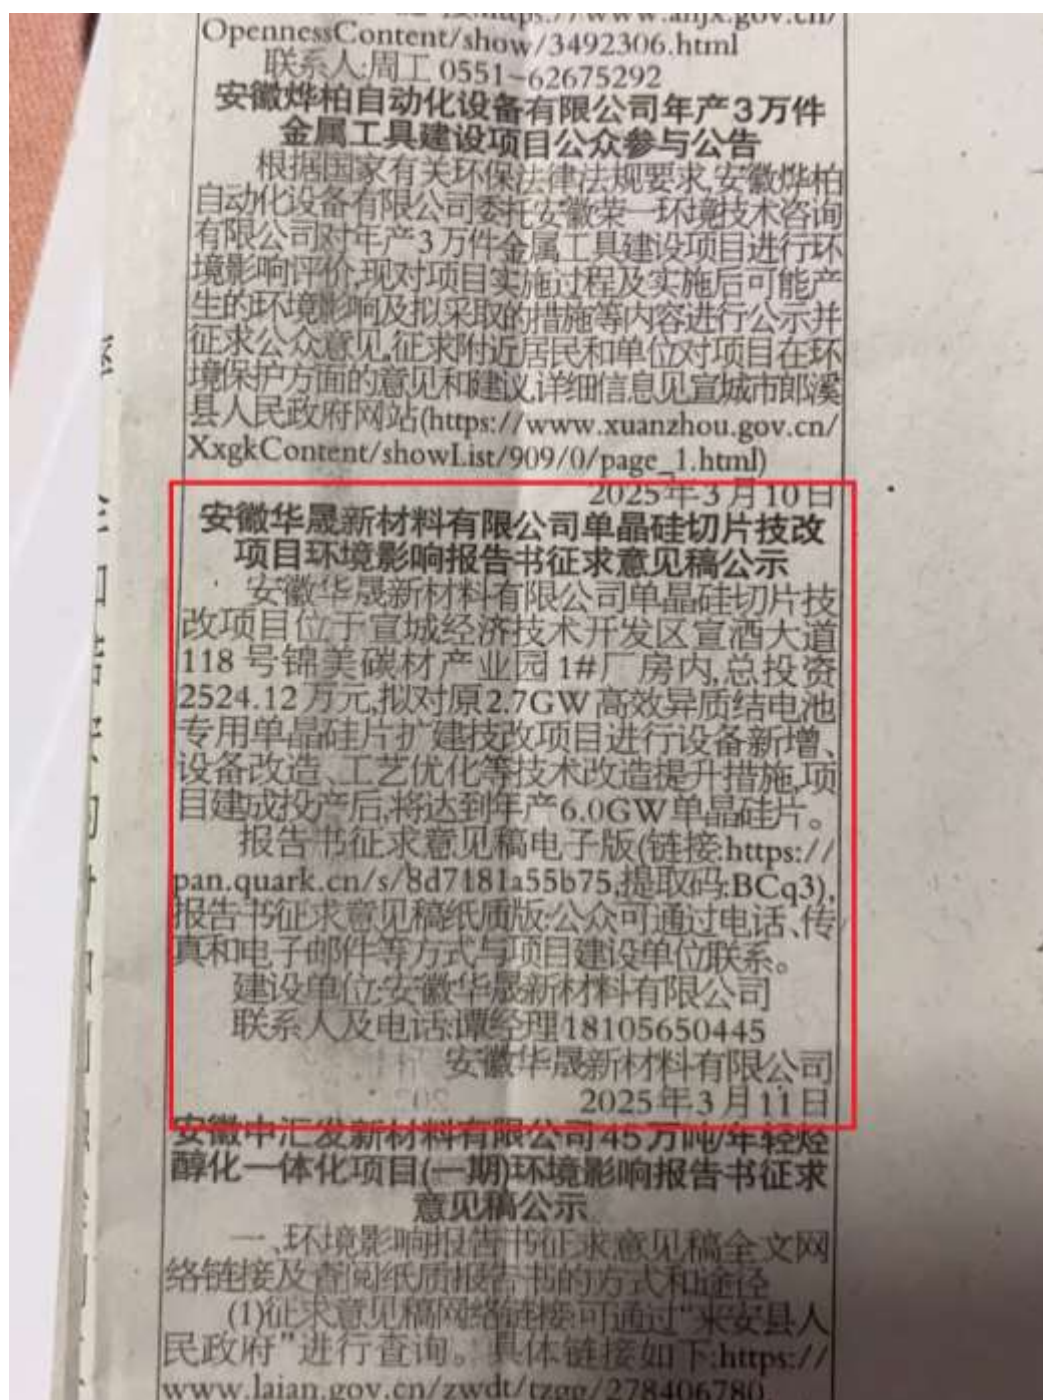 OpennessContent/show/3492306.html
联系人:周工 0551-62675292
安徽烨柏自动化设备有限公司年产3万件
金属工具建设项目公众参与公告
根据国家有关环保法律法规要求,安徽烨柏
自动化设备有限公司委托安徽荣一环境技术咨询
有限公司对年产3万件金属工具建设项目进行环
境影响评价,现对项目实施过程及实施后可能产
生的环境影响及拟采取的措施等内容进行公示并
征求公众意见,征求附近居民和单位对项目在环
境保护方面的意见和建议,详细信息见宣城市郎溪
县人民政府网站(https://www.xuanzhou.gov.cn/
XxgkContent/showList/909/0/page_1.html)
2025年3月10日
安徽华晟新材料有限公司单晶硅切片技改
项目环境影响报告书征求意见稿公示
安徽华晟新材料有限公司单晶硅切片技
改项目位于宣城经济技术开发区宣酒大道
118号锦美碳材产业园1#厂房内,总投资
2524.12万元,拟对原2.7GW高效异质结电池
专用单晶硅片扩建技改项目进行设备新增、
设备改造、工艺优化等技术改造提升措施,项
目建成投产后,将达到年产6.0GW单晶硅片。
报告书征求意见稿电子版(链接:https://
pan.quark.cn/s/8d7181a55b75,提取码:BCq3),
报告书征求意见稿纸质版:公众可通过电话、传
真和电子邮件等方式与项目建设单位联系。
建设单位:安徽华晟新材料有限公司
联系人及电话:谭经理18105650445
安徽华晟新材料有限公司
2025年3月11日
安徽中汇发新材料有限公司45万吨/年轻烃
醇化一体化项目(一期)环境影响报告书征求
意见稿公示
一、环境影响报告书征求意见稿全文网
络链接及查阅纸质报告书的方式和途径
(1)征求意见稿网络链接:可通过"来安县人
民政府"进行查询。具体链接如下:https://
www.laian.gov.cn/zwdt/tzgg/278406780